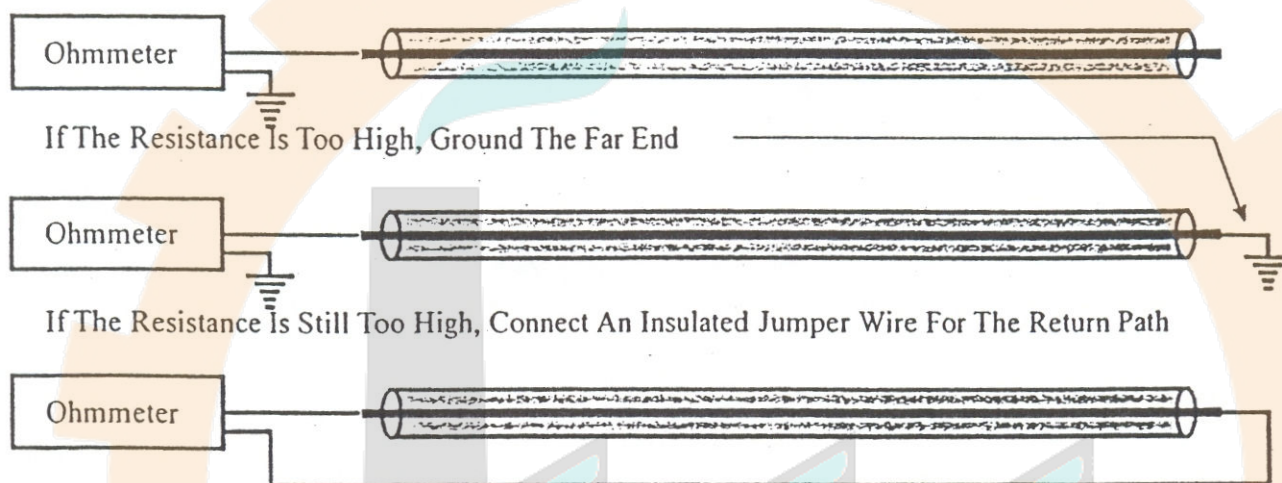 Ohmmeter
If The Resistance Is Too High, Ground The Far End
Ohmmeter
If The Resistance Is Still Too High, Connect An Insulated Jumper Wire For The Return Path
Ohmmeter